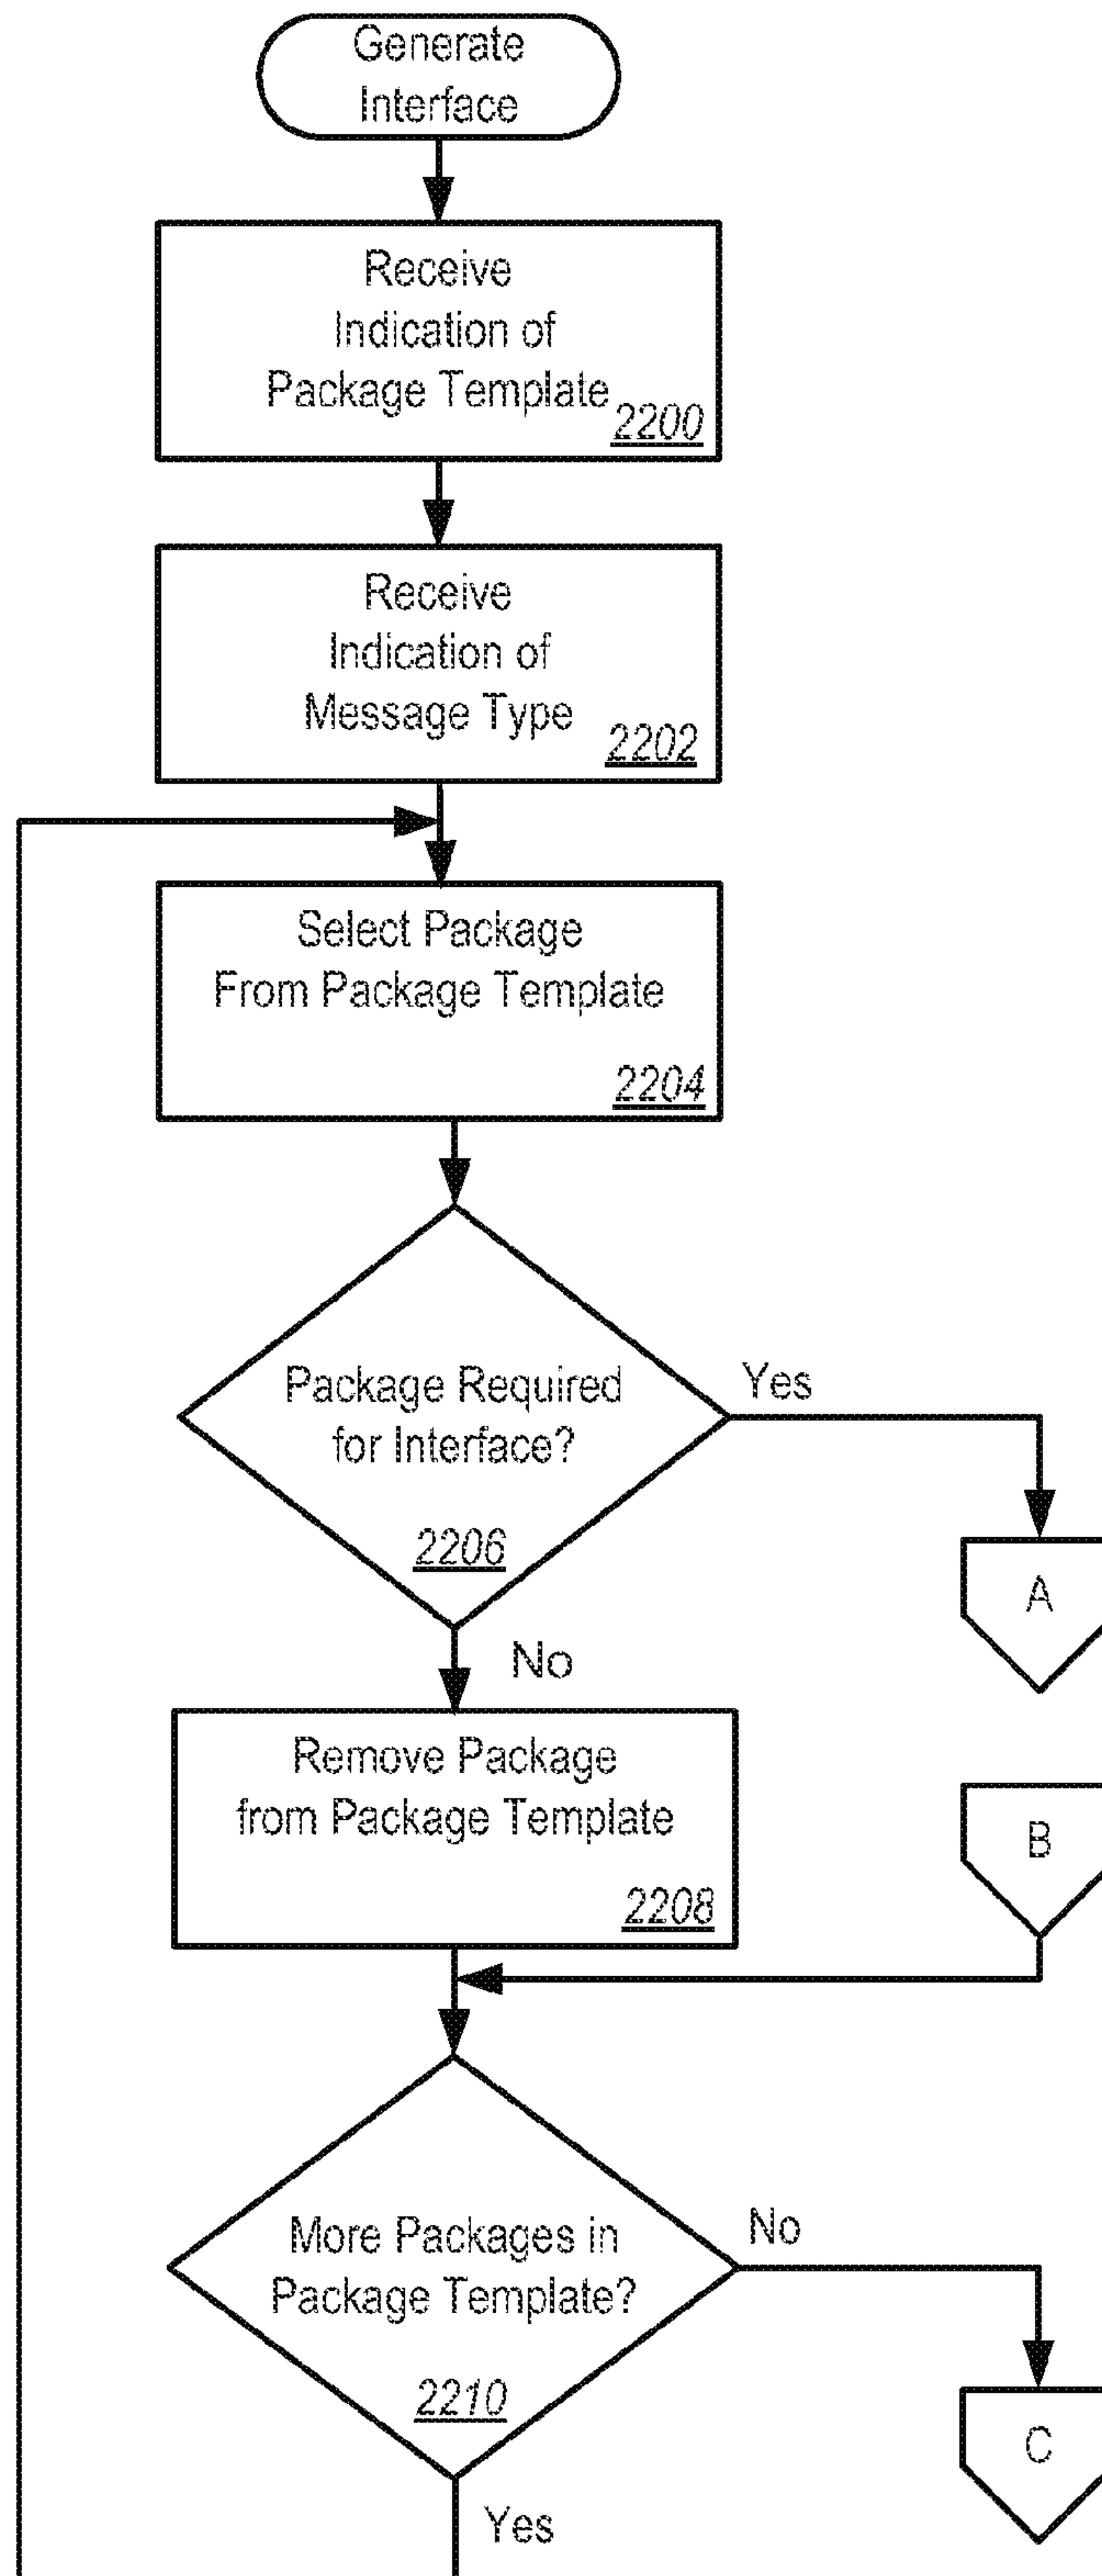 Generate
Interface
Receive
Indication of
Package Template
2200
Receive
Indication of
Message Type
2202
Select Package
From Package Template
2204
Package Required
for Interface?
2206
Yes
A
No
Remove Package
from Package Template
2208
B
More Packages in
Package Template?
2210
No
C
Yes